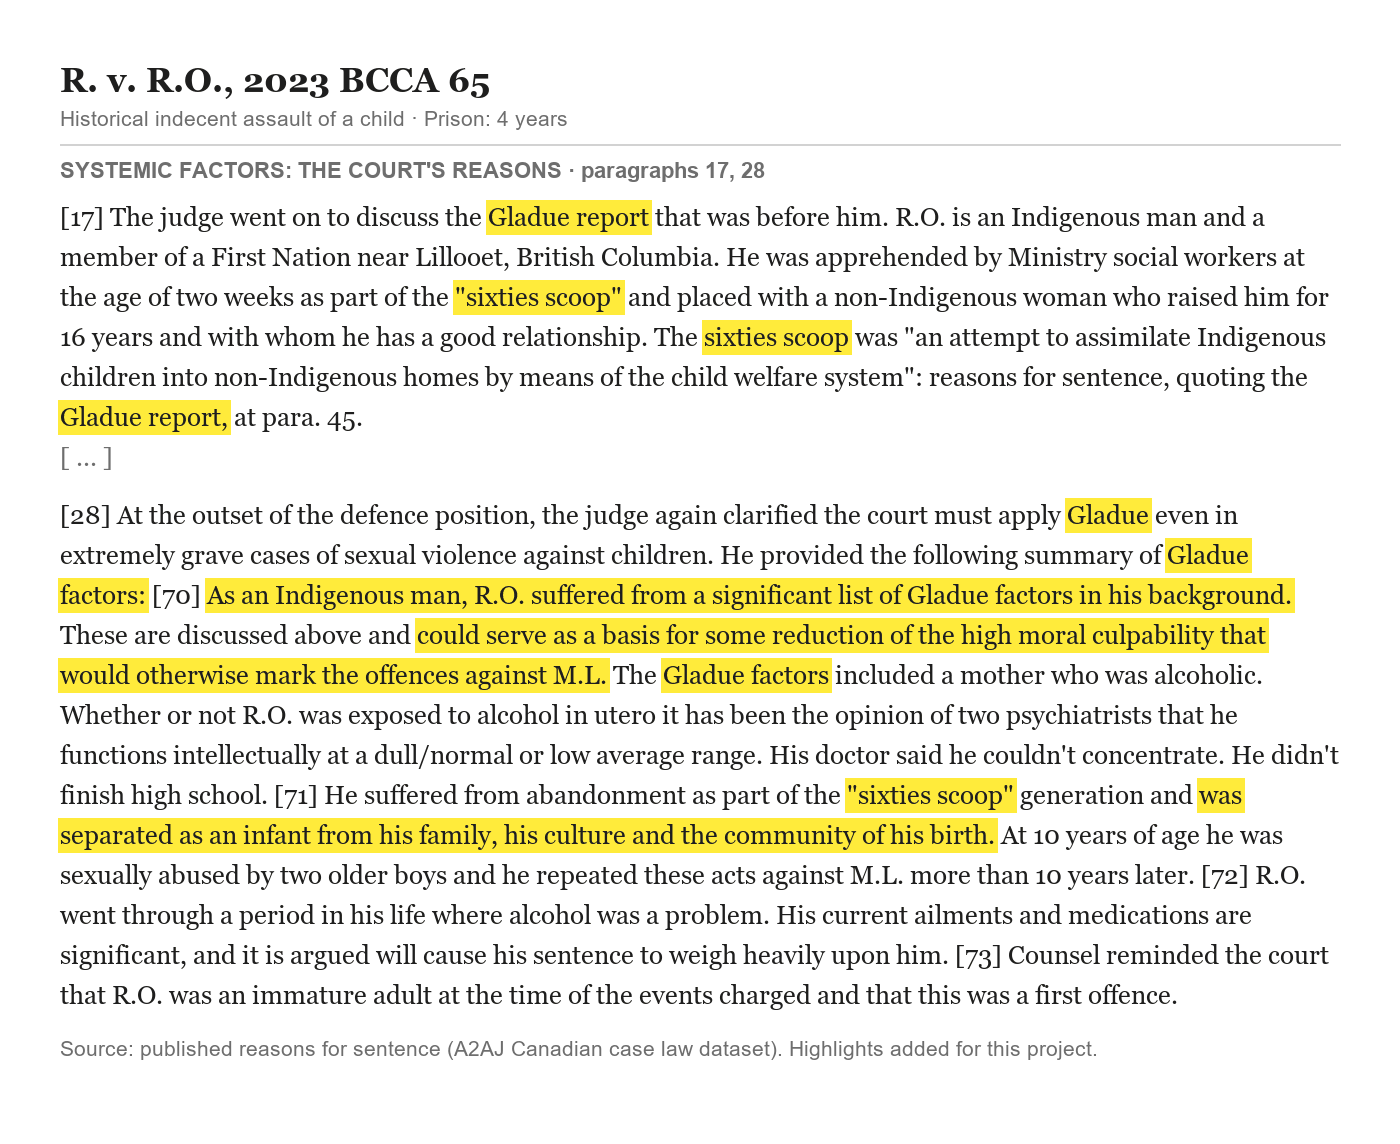 R. v. R.O., 2023 BCCA 65
Historical indecent assault of a child · Prison: 4 years
SYSTEMIC FACTORS: THE COURT'S REASONS · paragraphs 17, 28
[17] The judge went on to discuss the Gladue report that was before him. R.O. is an Indigenous man and a
member of a First Nation near Lillooet, British Columbia. He was apprehended by Ministry social workers at
the age of two weeks as part of the "sixties scoop" and placed with a non-Indigenous woman who raised him for
16 years and with whom he has a good relationship. The sixties scoop was "an attempt to assimilate Indigenous
children into non-Indigenous homes by means of the child welfare system": reasons for sentence, quoting the
Gladue report, at para. 45.
[ ... ]
[28] At the outset of the defence position, the judge again clarified the court must apply Gladue even in
extremely grave cases of sexual violence against children. He provided the following summary of Gladue
factors: [70] As an Indigenous man, R.O. suffered from a significant list of Gladue factors in his background.
These are discussed above and could serve as a basis for some reduction of the high moral culpability that
would otherwise mark the offences against M.L. The Gladue factors included a mother who was alcoholic.
Whether or not R.O. was exposed to alcohol in utero it has been the opinion of two psychiatrists that he
functions intellectually at a dull/normal or low average range. His doctor said he couldn't concentrate. He didn't
finish high school. [71] He suffered from abandonment as part of the "sixties scoop" generation and was
separated as an infant from his family, his culture and the community of his birth. At 10 years of age he was
sexually abused by two older boys and he repeated these acts against M.L. more than 10 years later. [72] R.O.
went through a period in his life where alcohol was a problem. His current ailments and medications are
significant, and it is argued will cause his sentence to weigh heavily upon him. [73] Counsel reminded the court
that R.O. was an immature adult at the time of the events charged and that this was a first offence.
Source: published reasons for sentence (A2AJ Canadian case law dataset). Highlights added for this project.